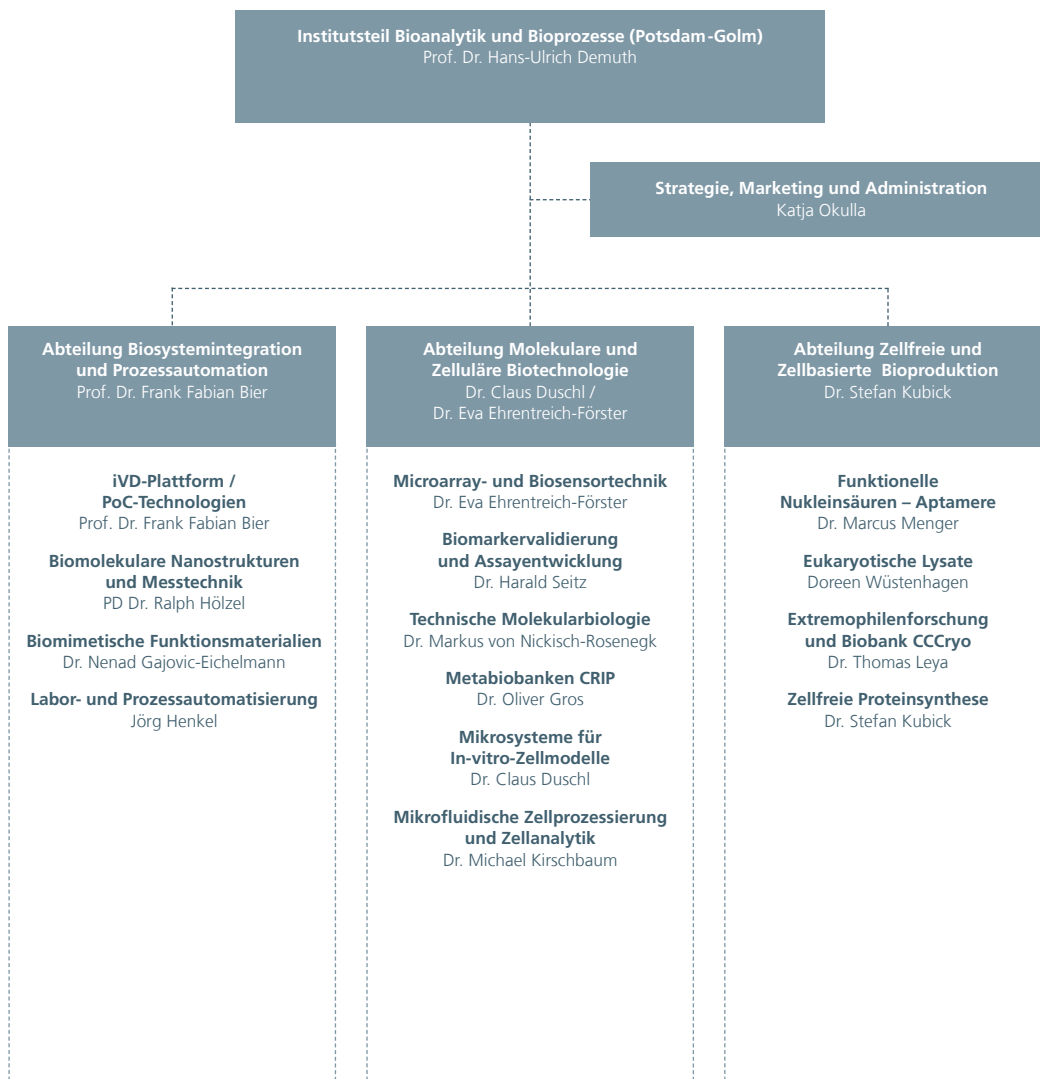 Institutsteil Bioanalytik und Bioprozesse (Potsdam-Golm)
Prof. Dr. Hans-Ulrich Demuth
Strategie, Marketing und Administration
Katja Okulla
Abteilung Biosystemintegration
und Prozessautomation
Prof. Dr. Frank Fabian Bier
iVD-Plattform /
PoC-Technologien
Prof. Dr. Frank Fabian Bier
Biomolekulare Nanostrukturen
und Messtechnik
PD Dr. Ralph Hölzel
Biomimetische Funktionsmaterialien
Dr. Nenad Gajovic-Eichelmann
Labor- und Prozessautomatisierung
Jörg Henkel
Abteilung Molekulare und
Zelluläre Biotechnologie
Dr. Claus Duschl /
Dr. Eva Ehrentreich-Förster
Microarray- und Biosensortechnik
Dr. Eva Ehrentreich-Förster
Biomarkervalidierung
und Assayentwicklung
Dr. Harald Seitz
Technische Molekularbiologie
Dr. Markus von Nickisch-Rosenegk
Metabiobanken CRIP
Dr. Oliver Gros
Mikrosysteme für
In-vitro-Zellmodelle
Dr. Claus Duschl
Mikrofluidische Zellprozessierung
und Zellanalytik
Dr. Michael Kirschbaum
Abteilung Zellfreie und
Zellbasierte Bioproduktion
Dr. Stefan Kubick
Funktionelle
Nukleinsäuren – Aptamere
Dr. Marcus Menger
Eukaryotische Lysate
Doreen Wüstenhagen
Extremophilenforschung
und Biobank CCCryo
Dr. Thomas Leya
Zellfreie Proteinsynthese
Dr. Stefan Kubick